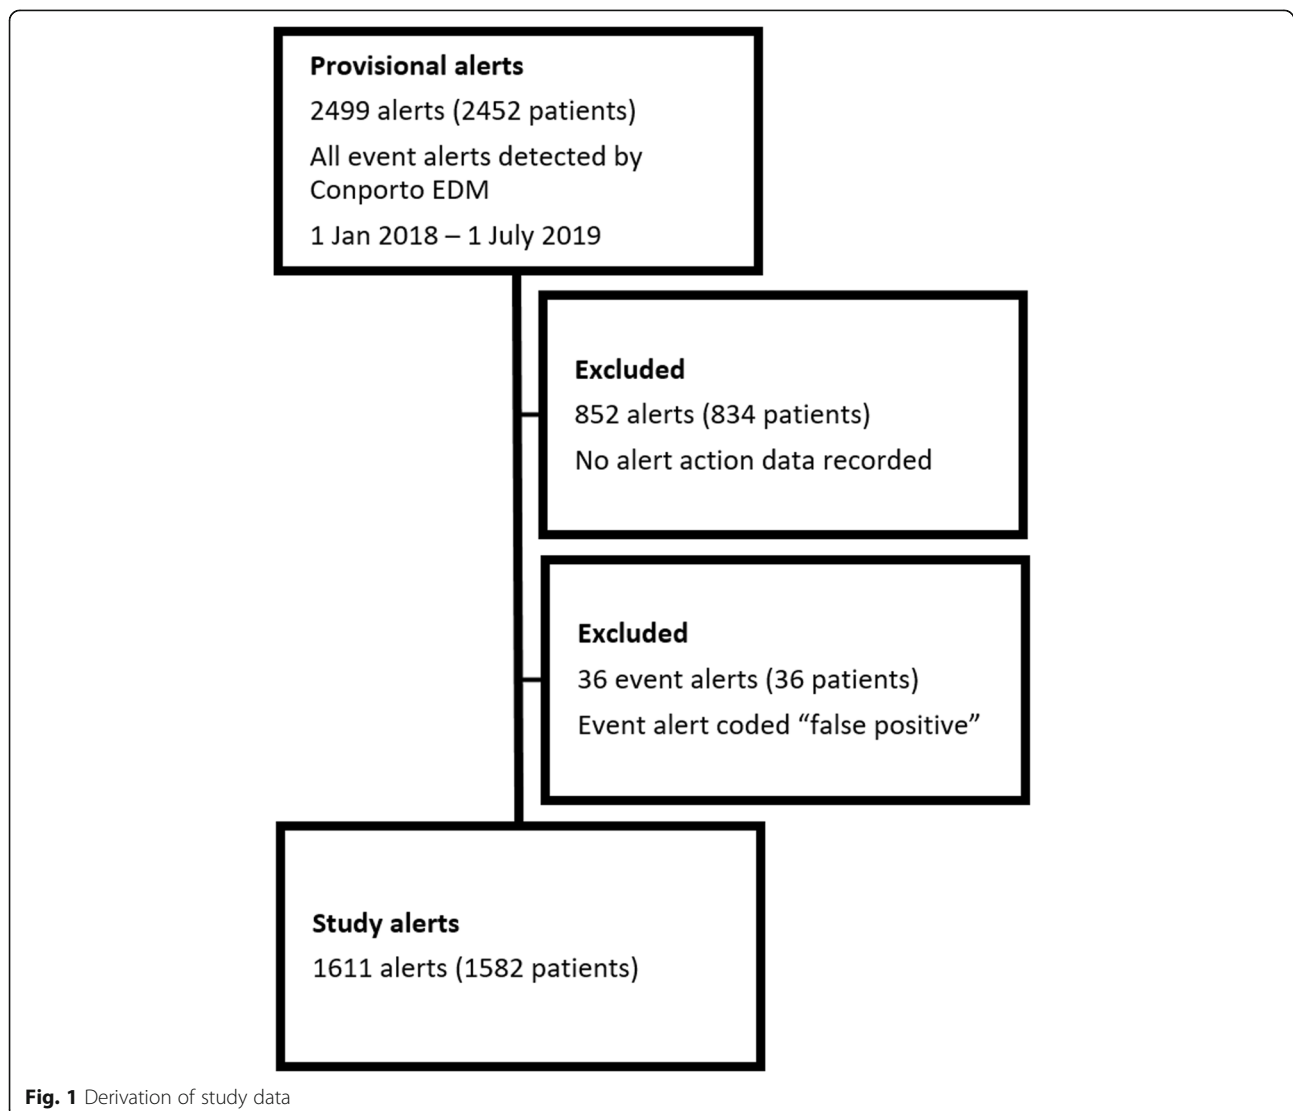 Provisional alerts
2499 alerts (2452 patients)
All event alerts detected by
Conporto EDM
1 Jan 2018 – 1 July 2019
Excluded
852 alerts (834 patients)
No alert action data recorded
Excluded
36 event alerts (36 patients)
Event alert coded “false positive”
Study alerts
1611 alerts (1582 patients)
Fig. 1 Derivation of study data